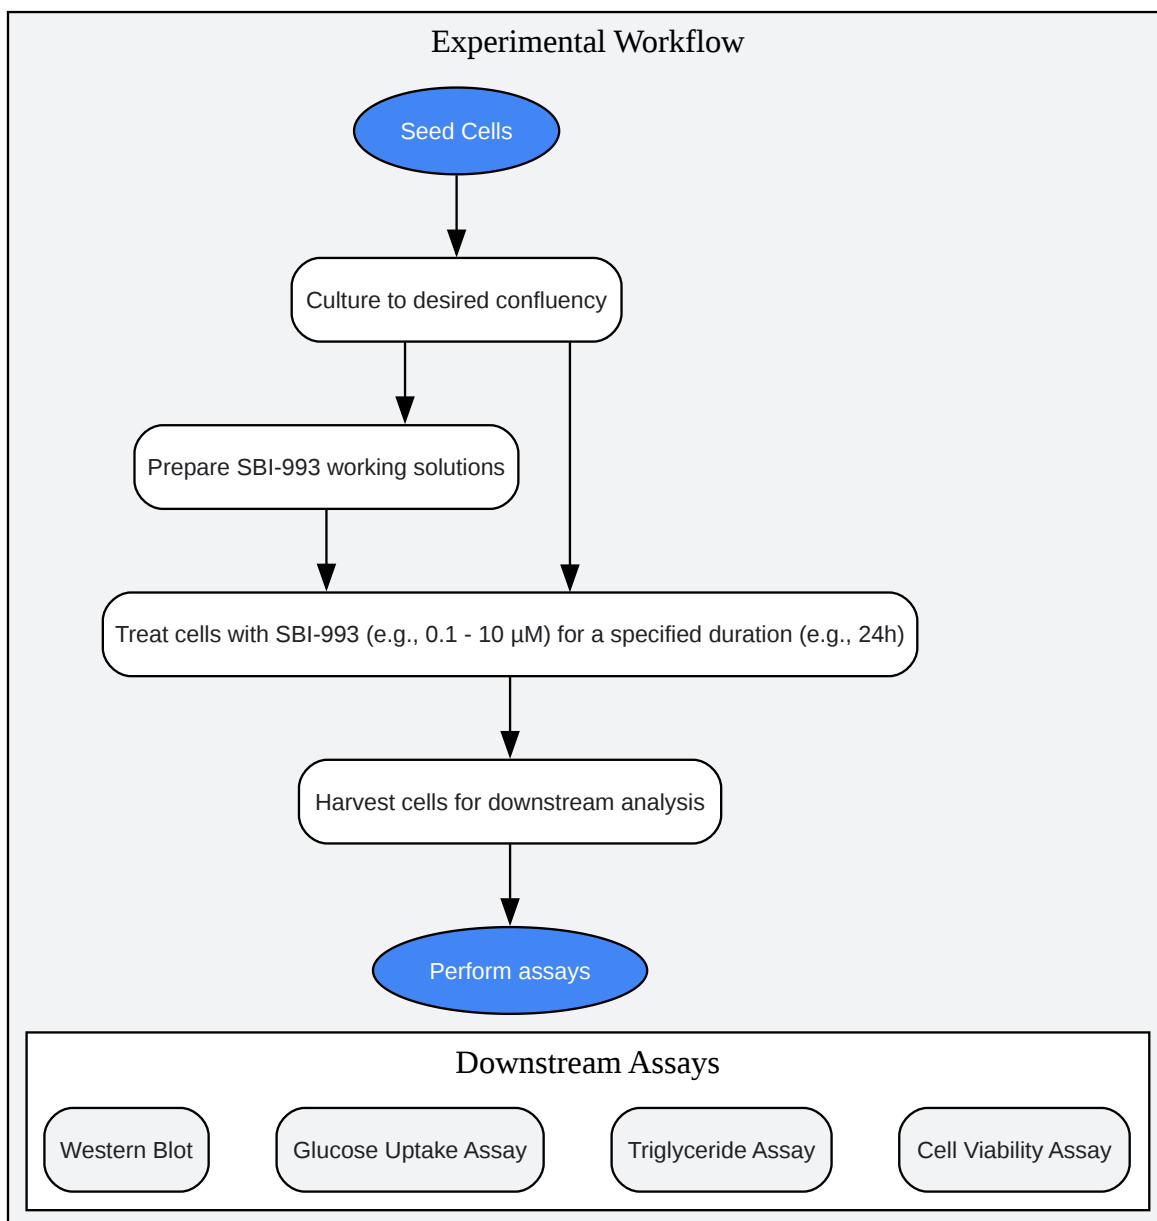 Experimental Workflow
Seed Cells
Culture to desired confluency
Prepare SBI-993 working solutions
Treat cells with SBI-993 (e.g., 0.1 - 10 µM) for a specified duration (e.g., 24h)
Harvest cells for downstream analysis
Perform assays
Downstream Assays
Western Blot
Glucose Uptake Assay
Triglyceride Assay
Cell Viability Assay